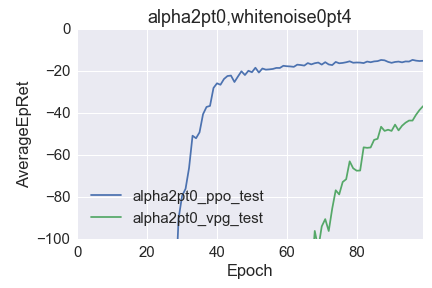 alpha2pt0,whitenoise0pt4
AverageEpRet
0
−20
−40
−60
−80
−100
alpha2pt0_ppo_test
alpha2pt0_vpg_test
0 20 40 60 80
Epoch